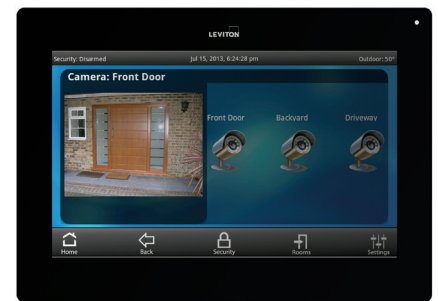 LEVITON
Security: Disarmed Jul 15, 2013, 6:24:28 pm Outdoor: 50°
Camera: Front Door
Front Door Backyard Driveway
Home Back Security Rooms Settings